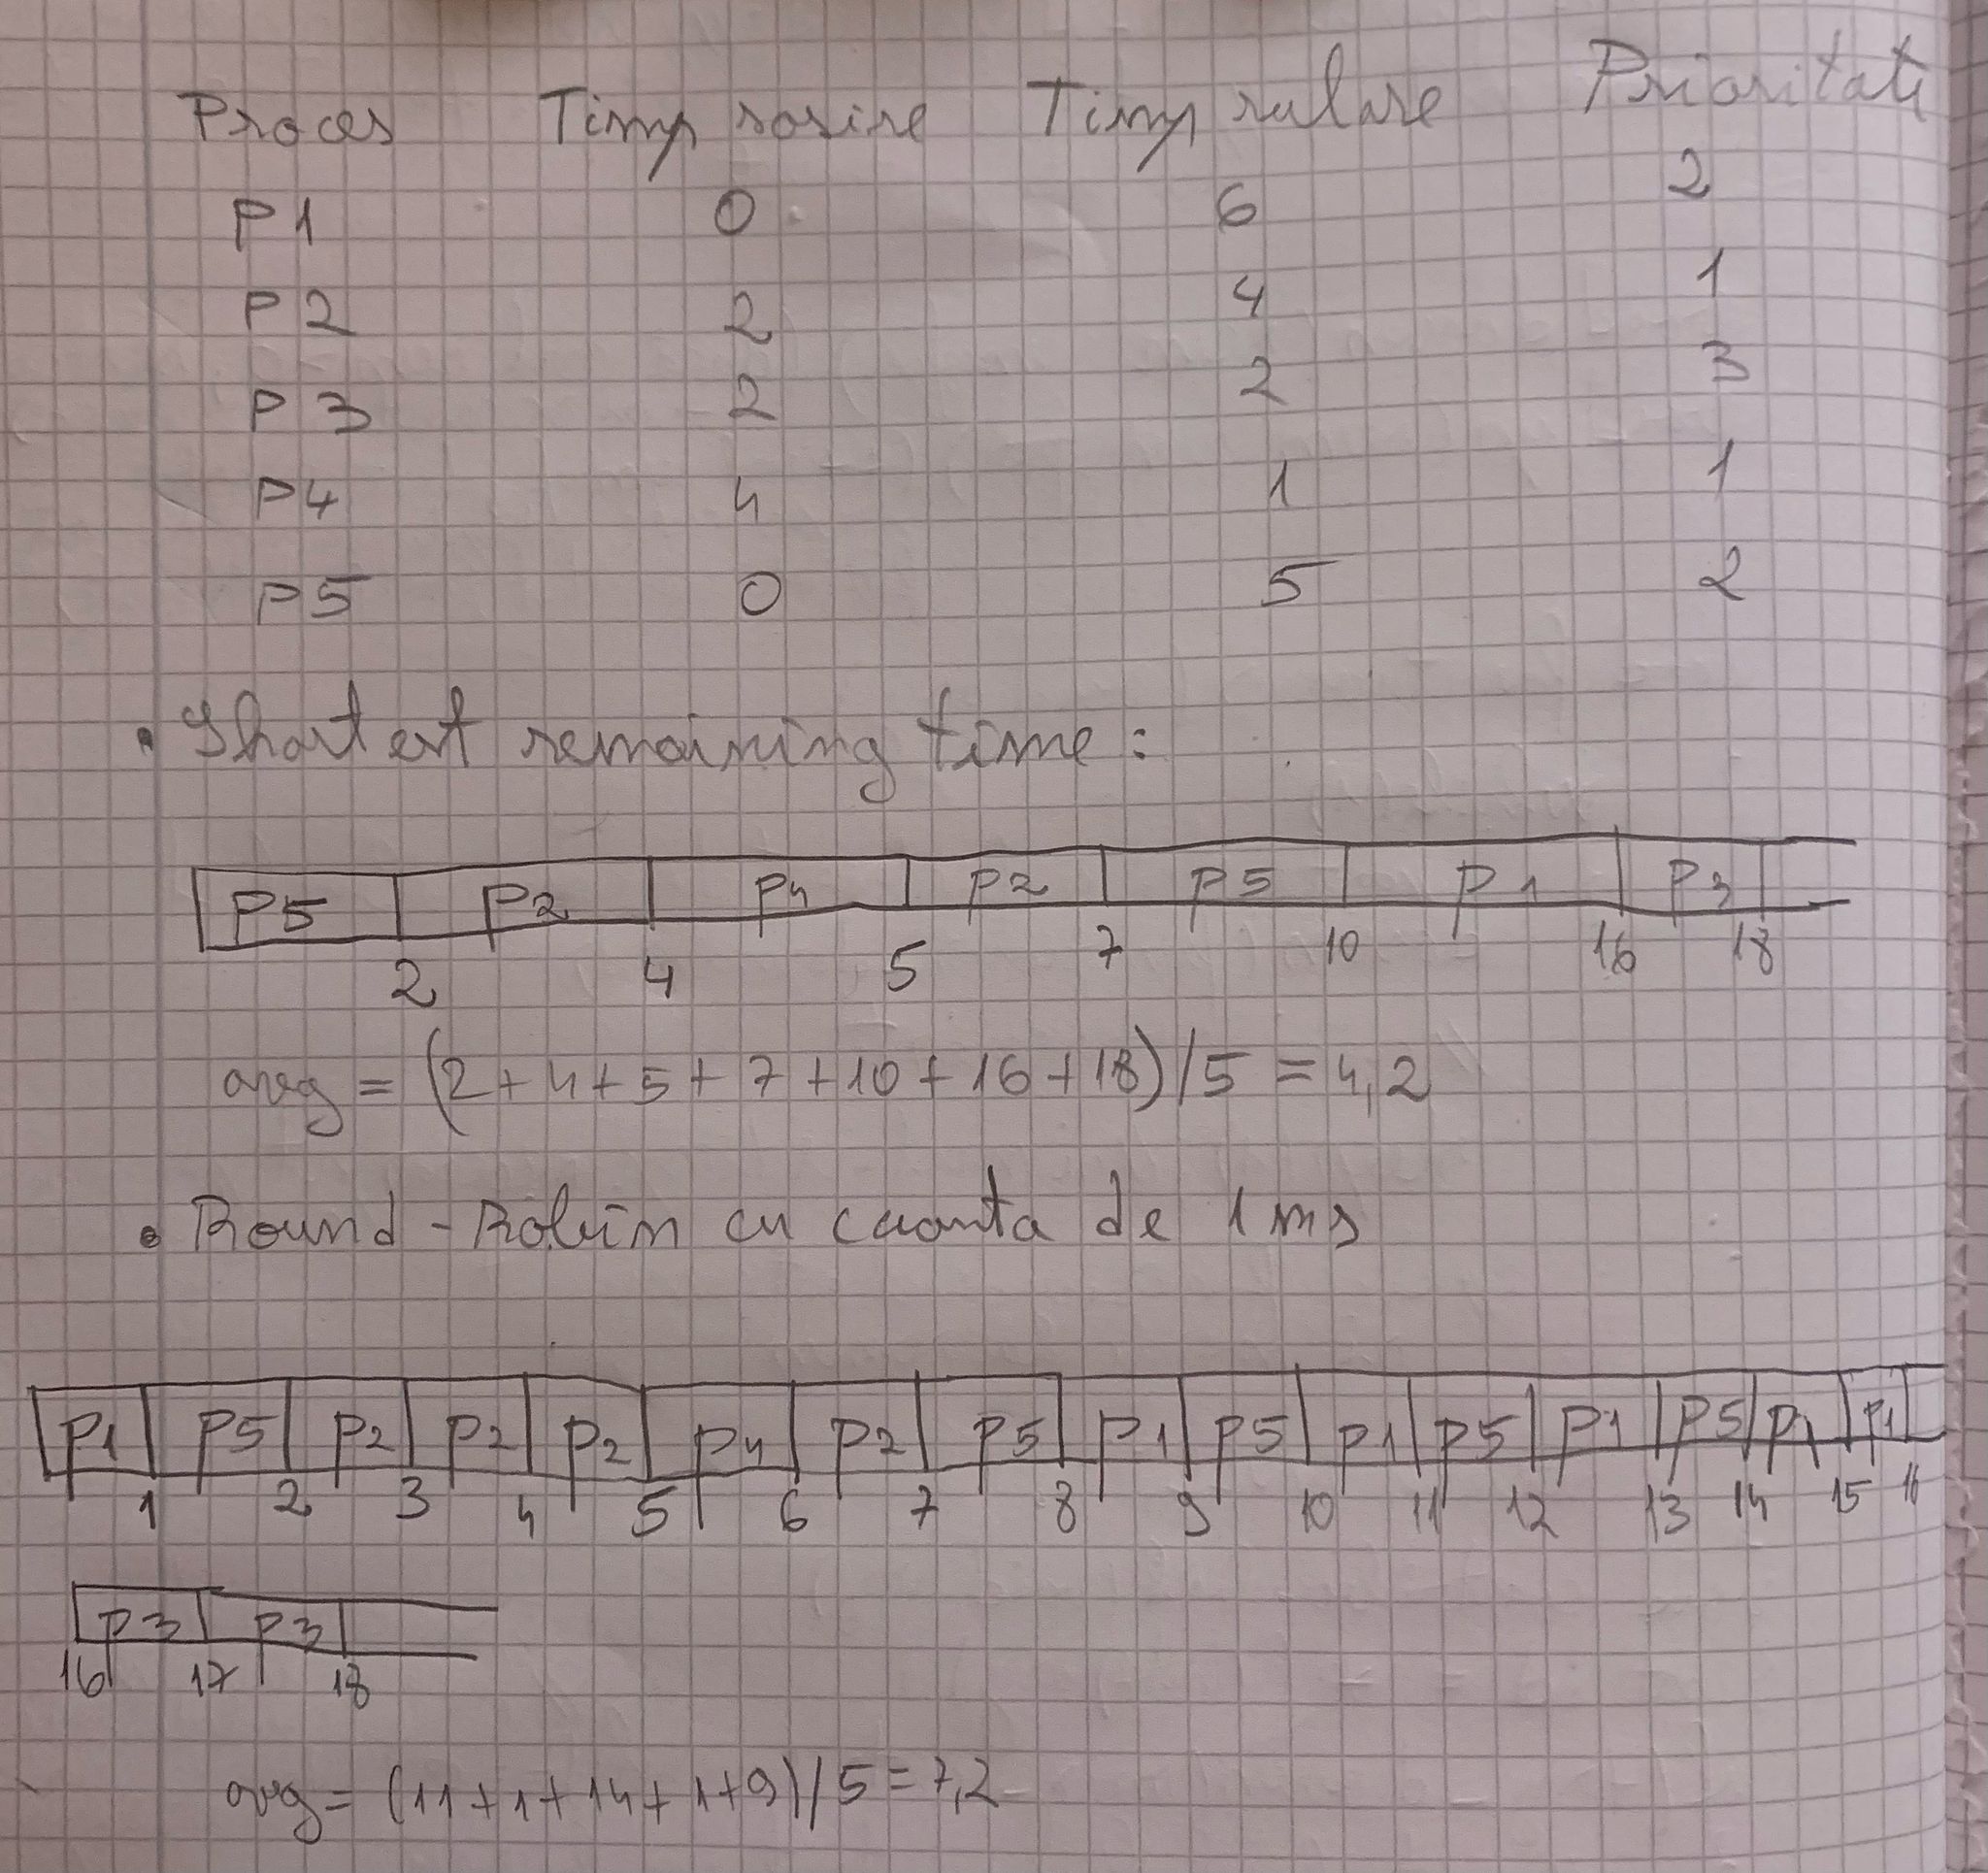 Proces Timp sosire Timp rulare Prioritate
P1 0 6 2
P2 2 4 1
P3 2 2 3
P4 4 1 1
P5 0 5 2
• Shortest remaining time:
P5 P2 P4 P2 P5 P1 P3
2 4 5 7 10 16 18
avg = (2+4+5+7+10+16+18)/5 = 4,2
• Round-Robin cu cuanta de 1 ms
P1 P5 P2 P2 P2 P4 P2 P5 P1 P5 P1 P5 P1 P5 P1 P1
1 2 3 4 5 6 7 8 9 10 11 12 13 14 15 16
P3 P3
16 17 18
avg = (11+1+14+1+9)/5 = 7,2